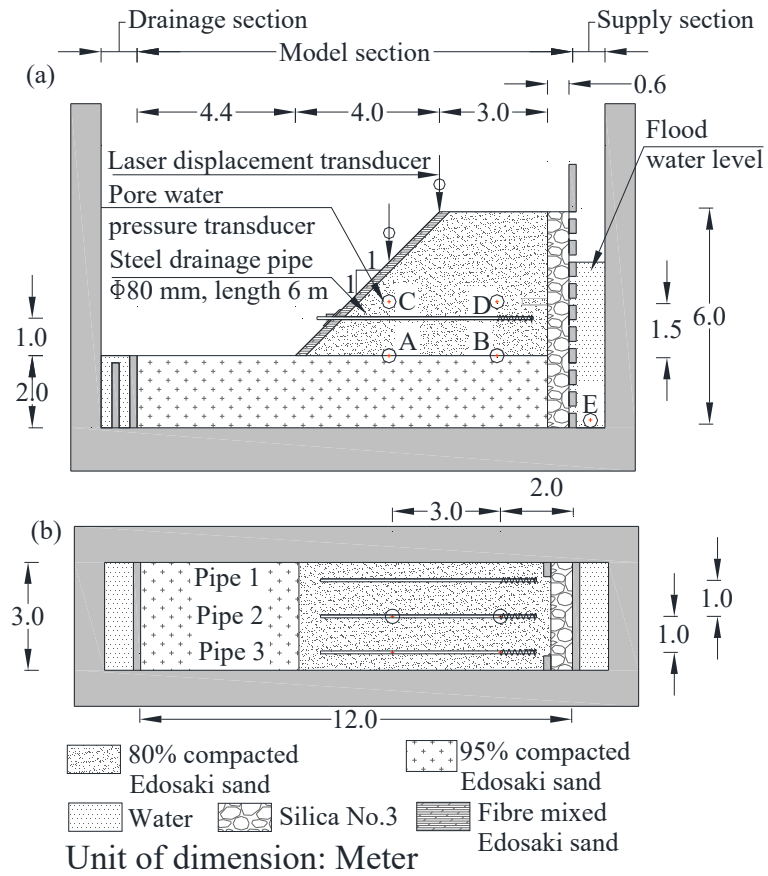 Drainage section
Supply section
Model section
(a)
0.6
4.4
4.0
3.0
Flood
water level
Laser displacement transducer
Pore water
pressure transducer
Steel drainage pipe
Φ80 mm, length 6 m
1
1
C
D
A
B
E
1.0
2.0
1.5
6.0
(b)
2.0
3.0
Pipe 1
Pipe 2
Pipe 3
3.0
1.0
1.0
12.0
80% compacted
Edosaki sand
95% compacted
Edosaki sand
Water
Silica No.3
Fibre mixed
Edosaki sand
Unit of dimension: Meter